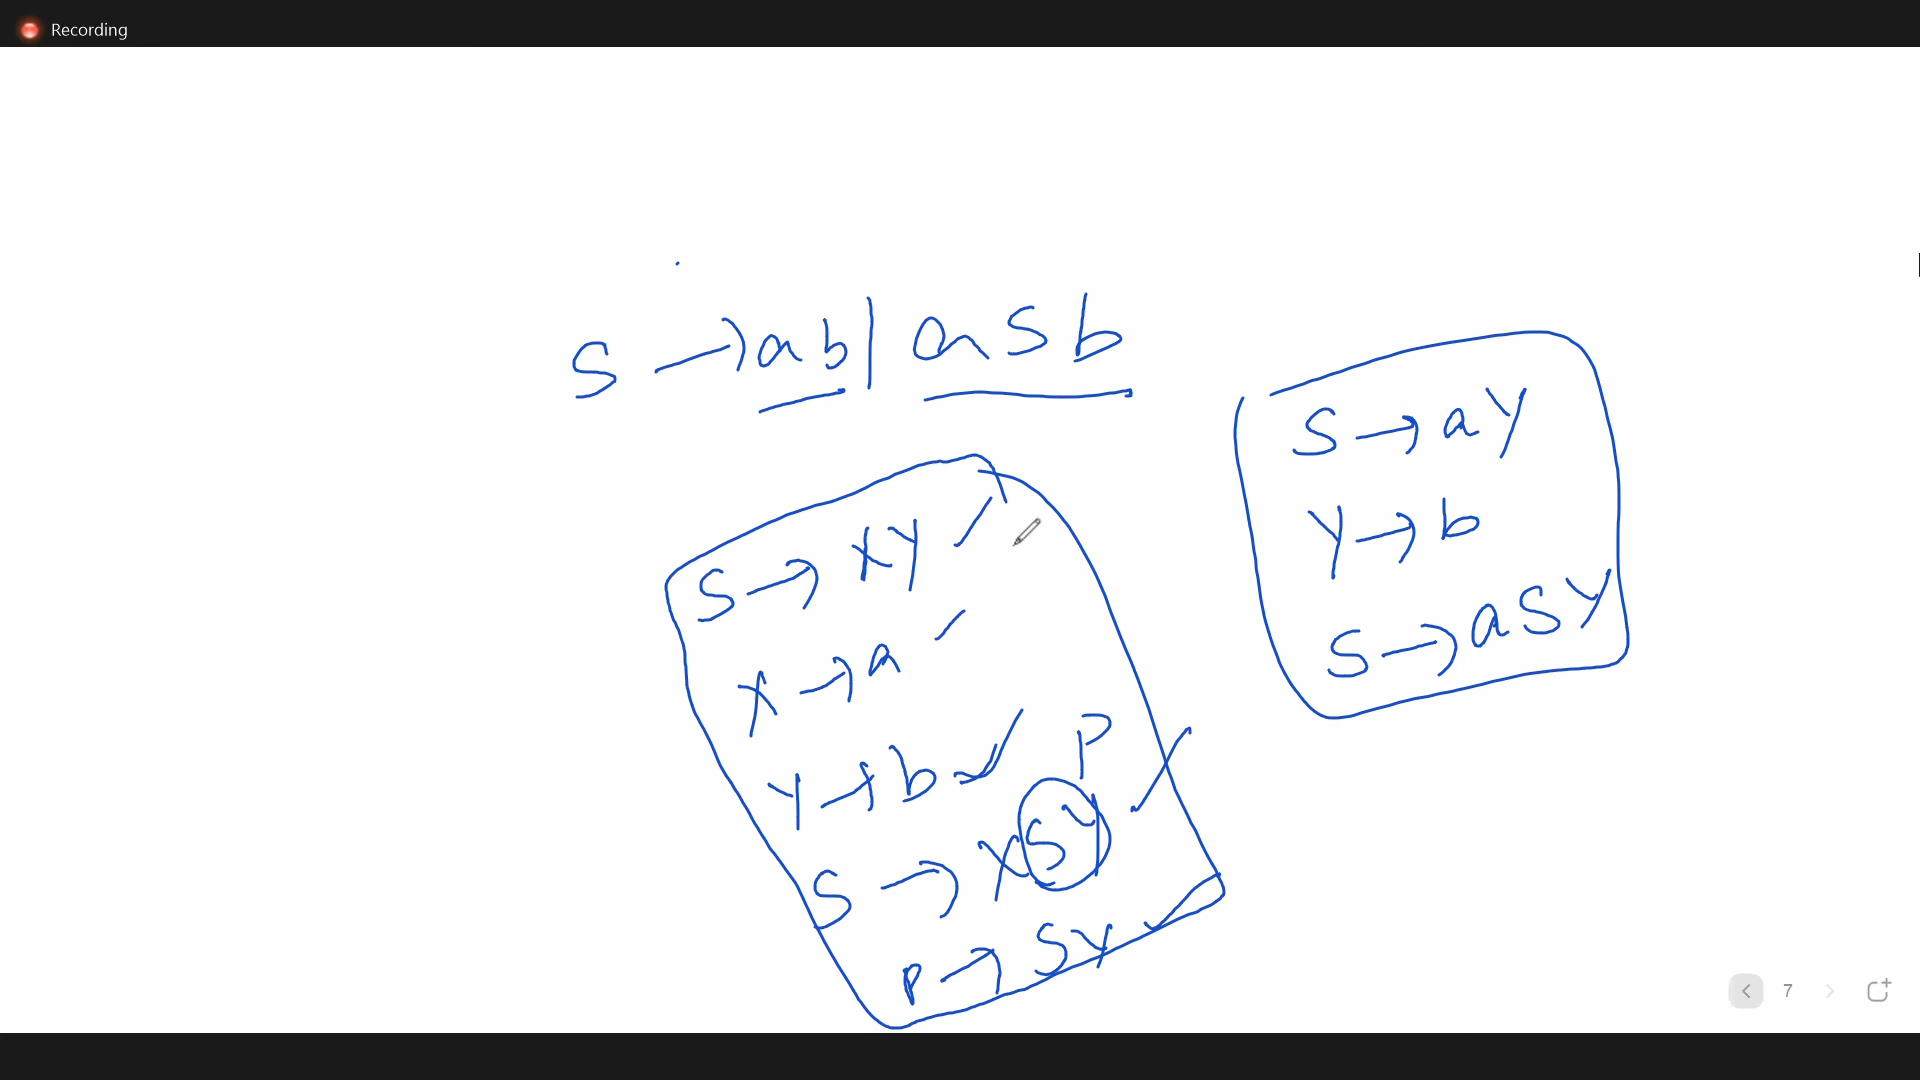 Recording
S → ab | aSb
S → XY
X → a
Y → b
P
S → XSY
P → SY
S → aY
Y → b
S → aSY
7